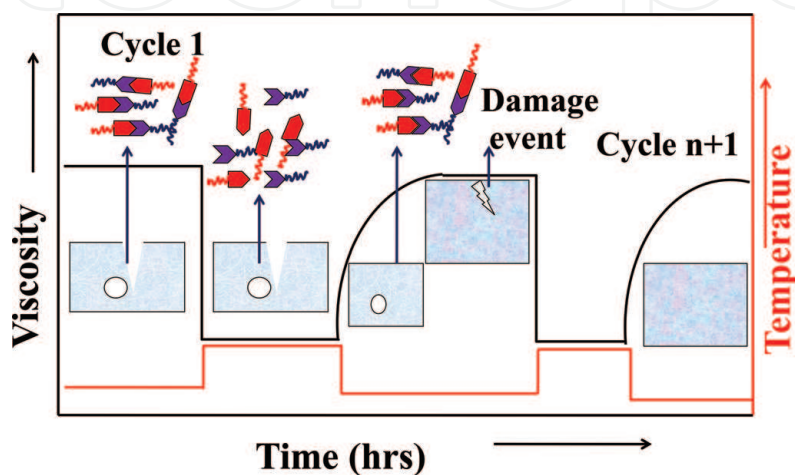 Cycle 1
Damage
event
Cycle n+1
Viscosity
Temperature
Time (hrs)